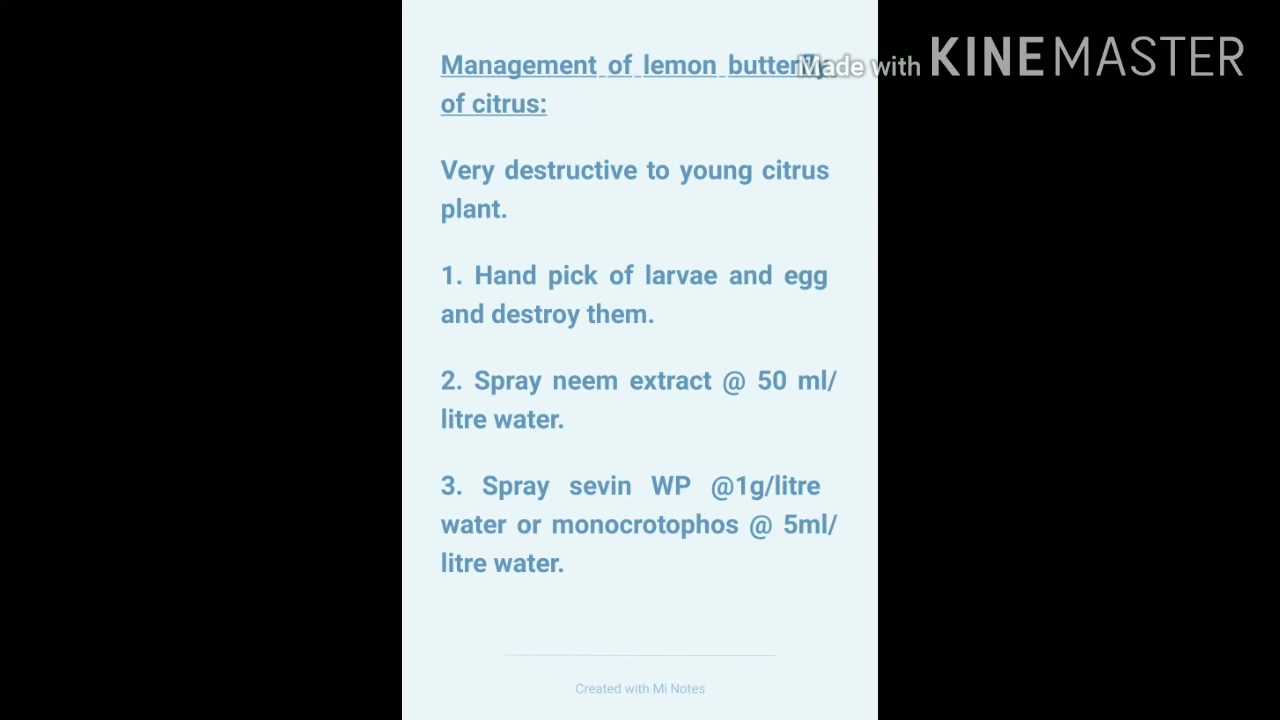 Management of lemon butterfly
of citrus:
Made with KINEMASTER
Very destructive to young citrus
plant.
1. Hand pick of larvae and egg
and destroy them.
2. Spray neem extract @ 50 ml/
litre water.
3. Spray sevin WP @1g/litre
water or monocrotophos @ 5ml/
litre water.
Created with Mi Notes